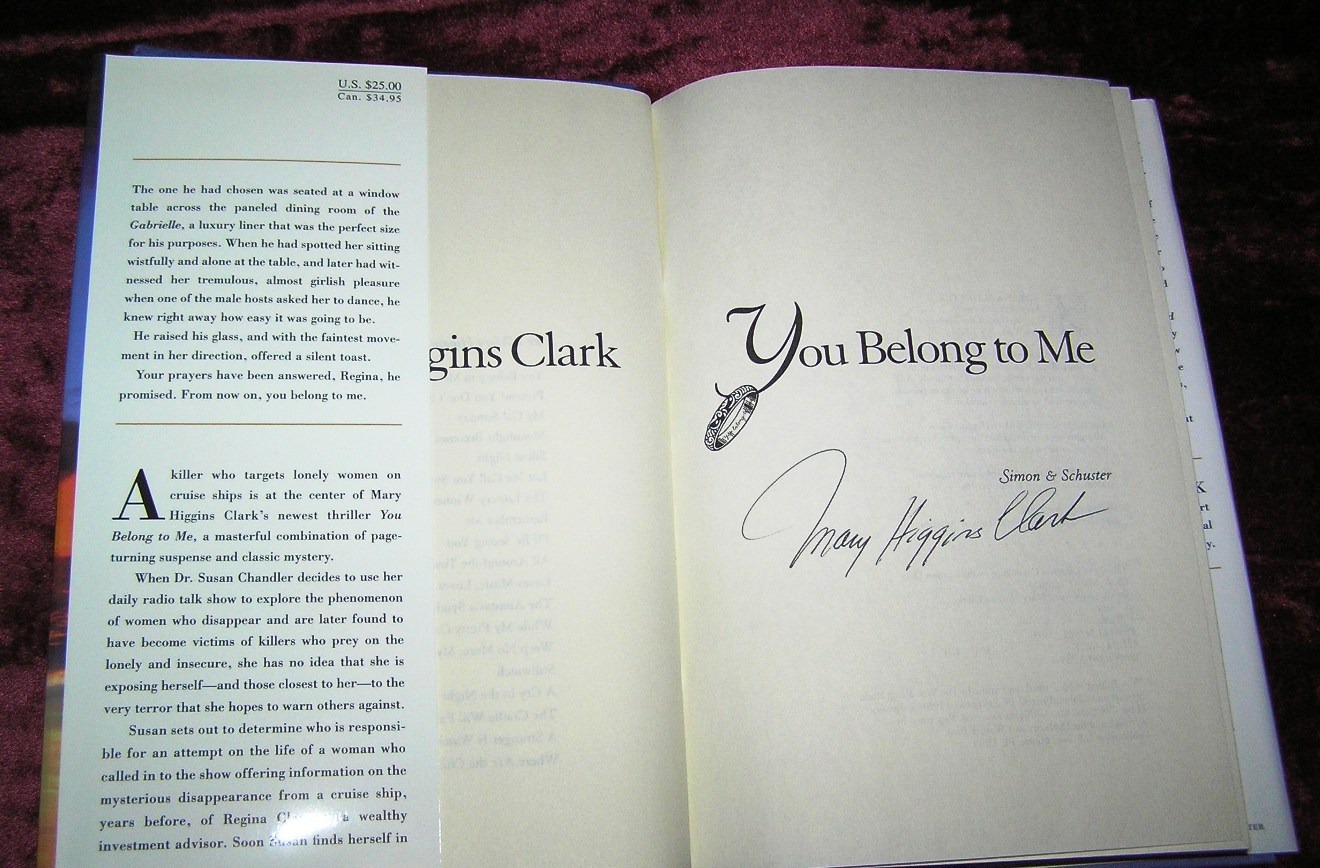 U.S. $25.00
Can. $34.95
The one he had chosen was seated at a window
table across the paneled dining room of the
Gabrielle, a luxury liner that was the perfect size
for his purposes. When he had spotted her sitting
wistfully and alone at the table, and later had wit-
nessed her tremulous, almost girlish pleasure
when one of the male hosts asked her to dance, he
knew right away how easy it was going to be.
He raised his glass, and with the faintest move-
ment in her direction, offered a silent toast.
Your prayers have been answered, Regina, he
promised. From now on, you belong to me.
A killer who targets lonely women on
cruise ships is at the center of Mary
Higgins Clark's newest thriller You
Belong to Me, a masterful combination of page-
turning suspense and classic mystery.
When Dr. Susan Chandler decides to use her
daily radio talk show to explore the phenomenon
of women who disappear and are later found to
have become victims of killers who prey on the
lonely and insecure, she has no idea that she is
exposing herself—and those closest to her—to the
very terror that she hopes to warn others against.
Susan sets out to determine who is responsi-
ble for an attempt on the life of a woman who
called in to the show offering information on the
mysterious disappearance from a cruise ship,
years before, of Regina wealthy
investment advisor. Soon Susan finds herself in
gins Clark
You Belong to Me
Simon & Schuster
Mary Higgins Clark